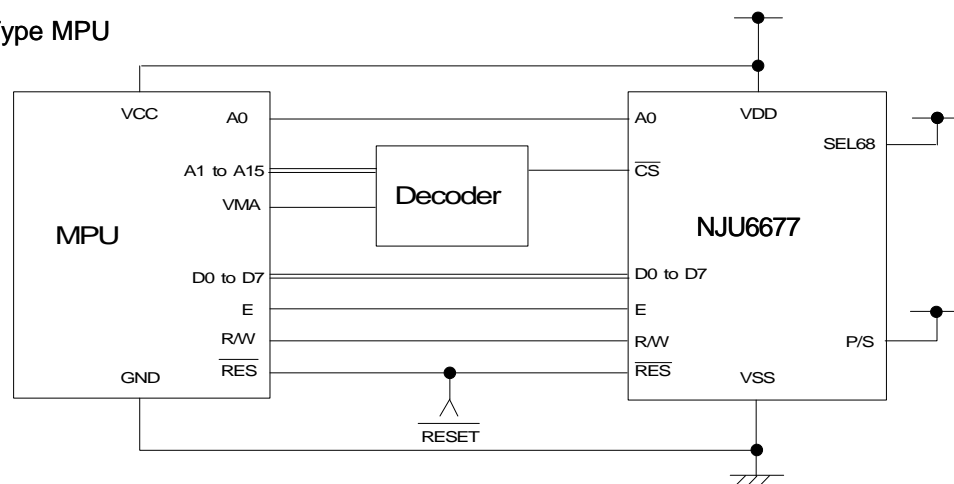 ype MPU
VCC
A0
A1 to A15
VMA
MPU
D0 to D7
E
R/W
RES
GND
Decoder
RESET
A0
VDD
SEL68
CS
NJU6677
D0 to D7
E
R/W
P/S
RES
VSS